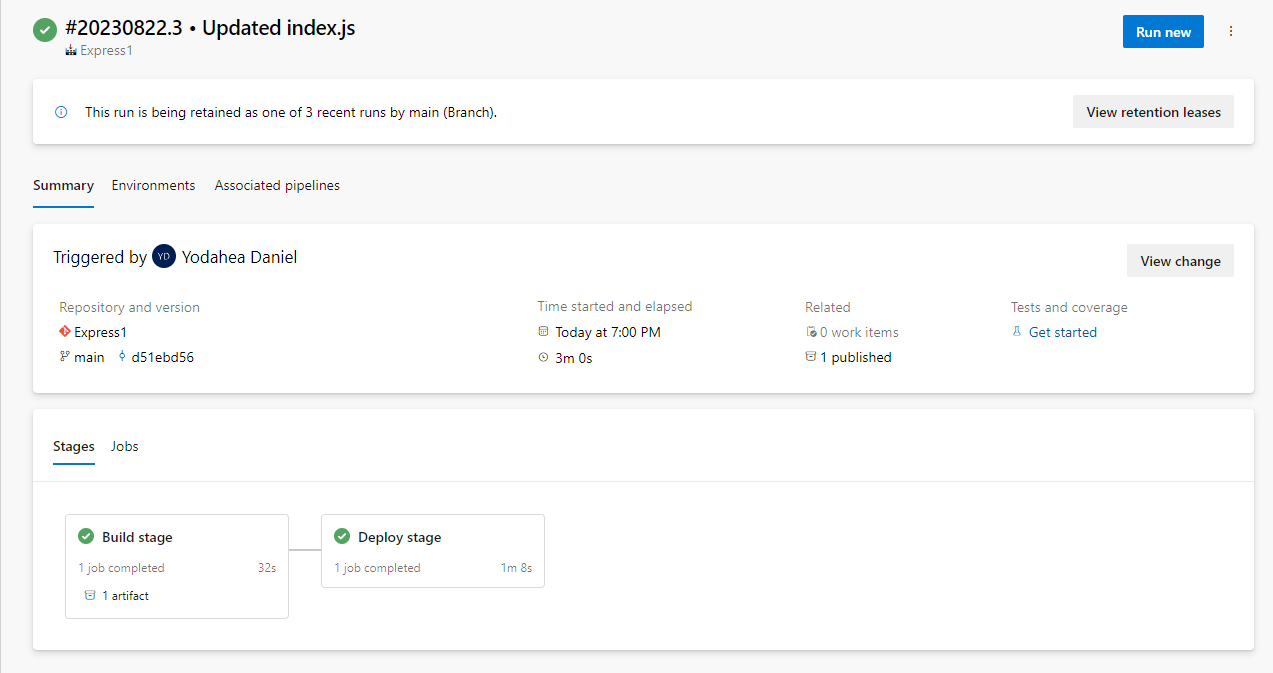 #20230822.3 • Updated index.js
Run new
Express1
This run is being retained as one of 3 recent runs by main (Branch).
View retention leases
Summary Environments Associated pipelines
Triggered by YD Yodahea Daniel
View change
Repository and version
Express1
main d51ebd56
Time started and elapsed
Today at 7:00 PM
3m 0s
Related
0 work items
1 published
Tests and coverage
Get started
Stages Jobs
Build stage
1 job completed 32s
1 artifact
Deploy stage
1 job completed 1m 8s